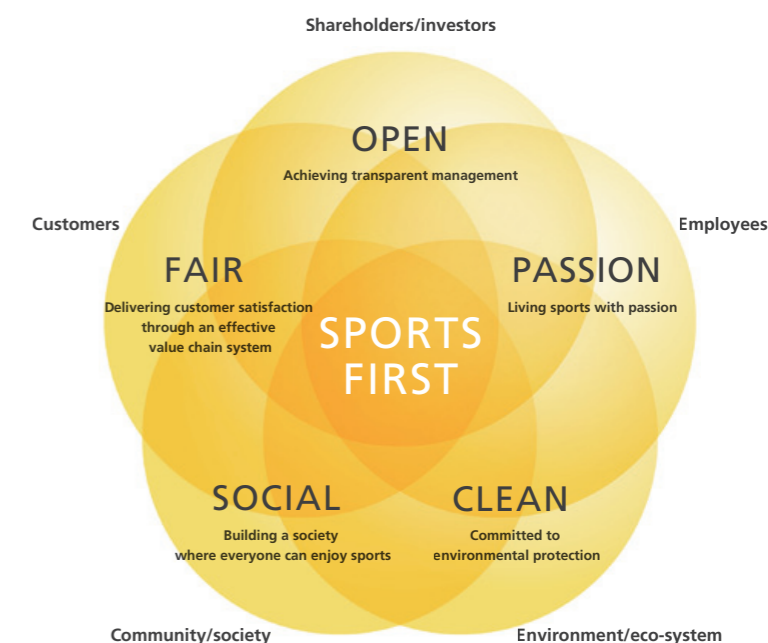 Shareholders/investors
OPEN
Achieving transparent management
Customers
Employees
FAIR
Delivering customer satisfaction
through an effective
value chain system
PASSION
Living sports with passion
SPORTS
FIRST
SOCIAL
Building a society
where everyone can enjoy sports
CLEAN
Committed to
environmental protection
Community/society
Environment/eco-system